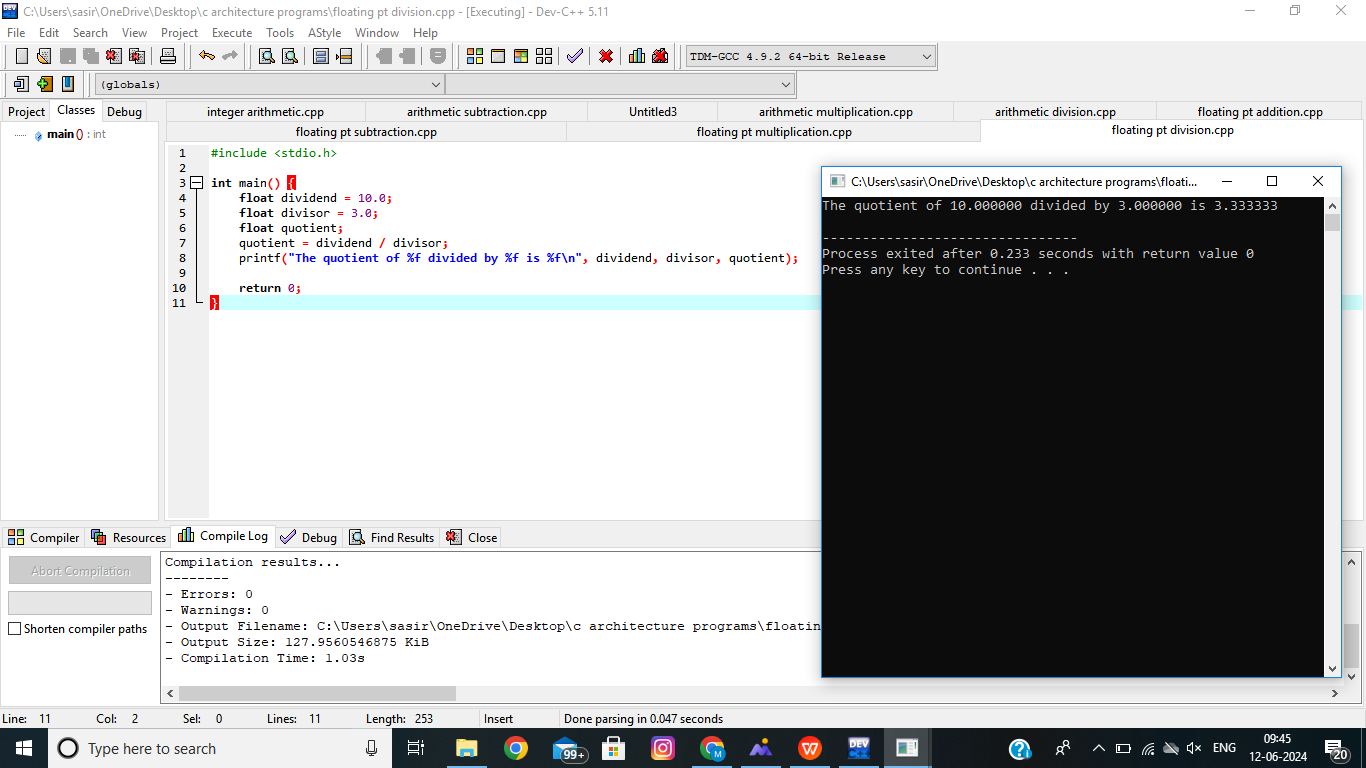 C:\Users\sasir\OneDrive\Desktop\c architecture programs\floating pt division.cpp - [Executing] - Dev-C++ 5.11
File Edit Search View Project Execute Tools AStyle Window Help
TDM-GCC 4.9.2 64-bit Release
(globals)
Project Classes Debug
integer arithmetic.cpp arithmetic subtraction.cpp Untitled3 arithmetic multiplication.cpp arithmetic division.cpp floating pt addition.cpp
floating pt subtraction.cpp floating pt multiplication.cpp floating pt division.cpp
main () : int
1 #include <stdio.h>
2
3 int main() {
4 float dividend = 10.0;
5 float divisor = 3.0;
6 float quotient;
7 quotient = dividend / divisor;
8 printf("The quotient of %f divided by %f is %f\n", dividend, divisor, quotient);
9
10 return 0;
11 }
C:\Users\sasir\OneDrive\Desktop\c architecture programs\floati...
The quotient of 10.000000 divided by 3.000000 is 3.333333
--------------------------------
Process exited after 0.233 seconds with return value 0
Press any key to continue . . .
Compiler Resources Compile Log Debug Find Results Close
Abort Compilation
Shorten compiler paths
Compilation results...
--------
- Errors: 0
- Warnings: 0
- Output Filename: C:\Users\sasir\OneDrive\Desktop\c architecture programs\floatin
- Output Size: 127.9560546875 KiB
- Compilation Time: 1.03s
Line: 11 Col: 2 Sel: 0 Lines: 11 Length: 253 Insert Done parsing in 0.047 seconds
Type here to search
99+
M
W
DEV
ENG
09:45
12-06-2024
20